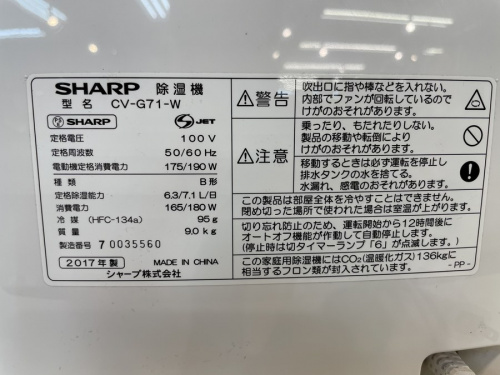 SHARP 除湿機
型 名 CV-G71-W
SHARP JET
定格電圧 100 V
定格周波数 50/60 Hz
電動機定格消費電力 175/190 W
種 類 B形
定格除湿能力 6.3/7.1 L/日
消費電力 165/180 W
冷 媒 (HFC-134a) 95g
質 量 9.0 kg
製造番号 7 0035560
2017年製 MADE IN CHINA
シャープ株式会社
警告
吹出口に指や棒などを入れない。
内部でファンが回転しているので
けがのおそれがあります。
注意
乗ったり、もたれたりしない。
製品の移動や転倒により
けがのおそれがあります。
移動するときは必ず運転を停止し
排水タンクの水を捨てる。
水漏れ、感電のおそれがあります。
この製品は部屋全体を冷やすことはできません。
閉め切った場所で使われた場合は室温が上がります。
切り忘れ防止のため、運転開始から12時間後に
オートオフ機能が作動して自動停止します。
(停止時は切タイマーランプ「6」が点滅します。)
この家庭用除湿機にはCO₂(温暖化ガス)136kgに
相当するフロン類が封入されています。 - PP -